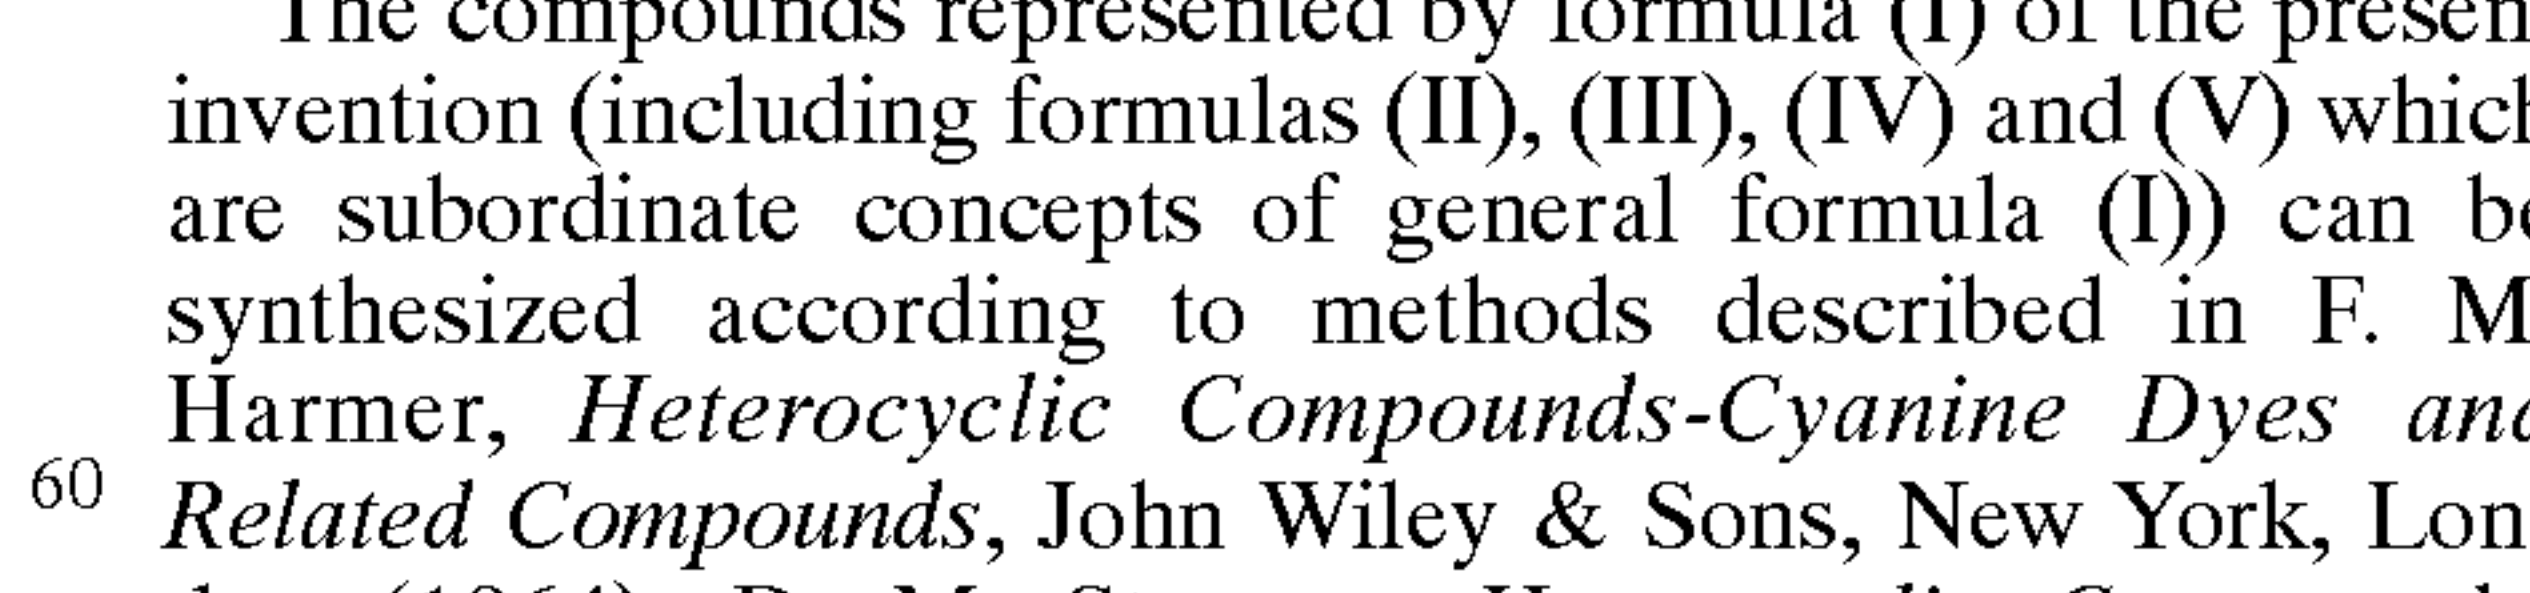 The compounds represented by formula (I) of the presen
invention (including formulas (II), (III), (IV) and (V) which
are subordinate concepts of general formula (I)) can be
synthesized according to methods described in F. M
Harmer, Heterocyclic Compounds-Cyanine Dyes and
60 Related Compounds, John Wiley & Sons, New York, Lon